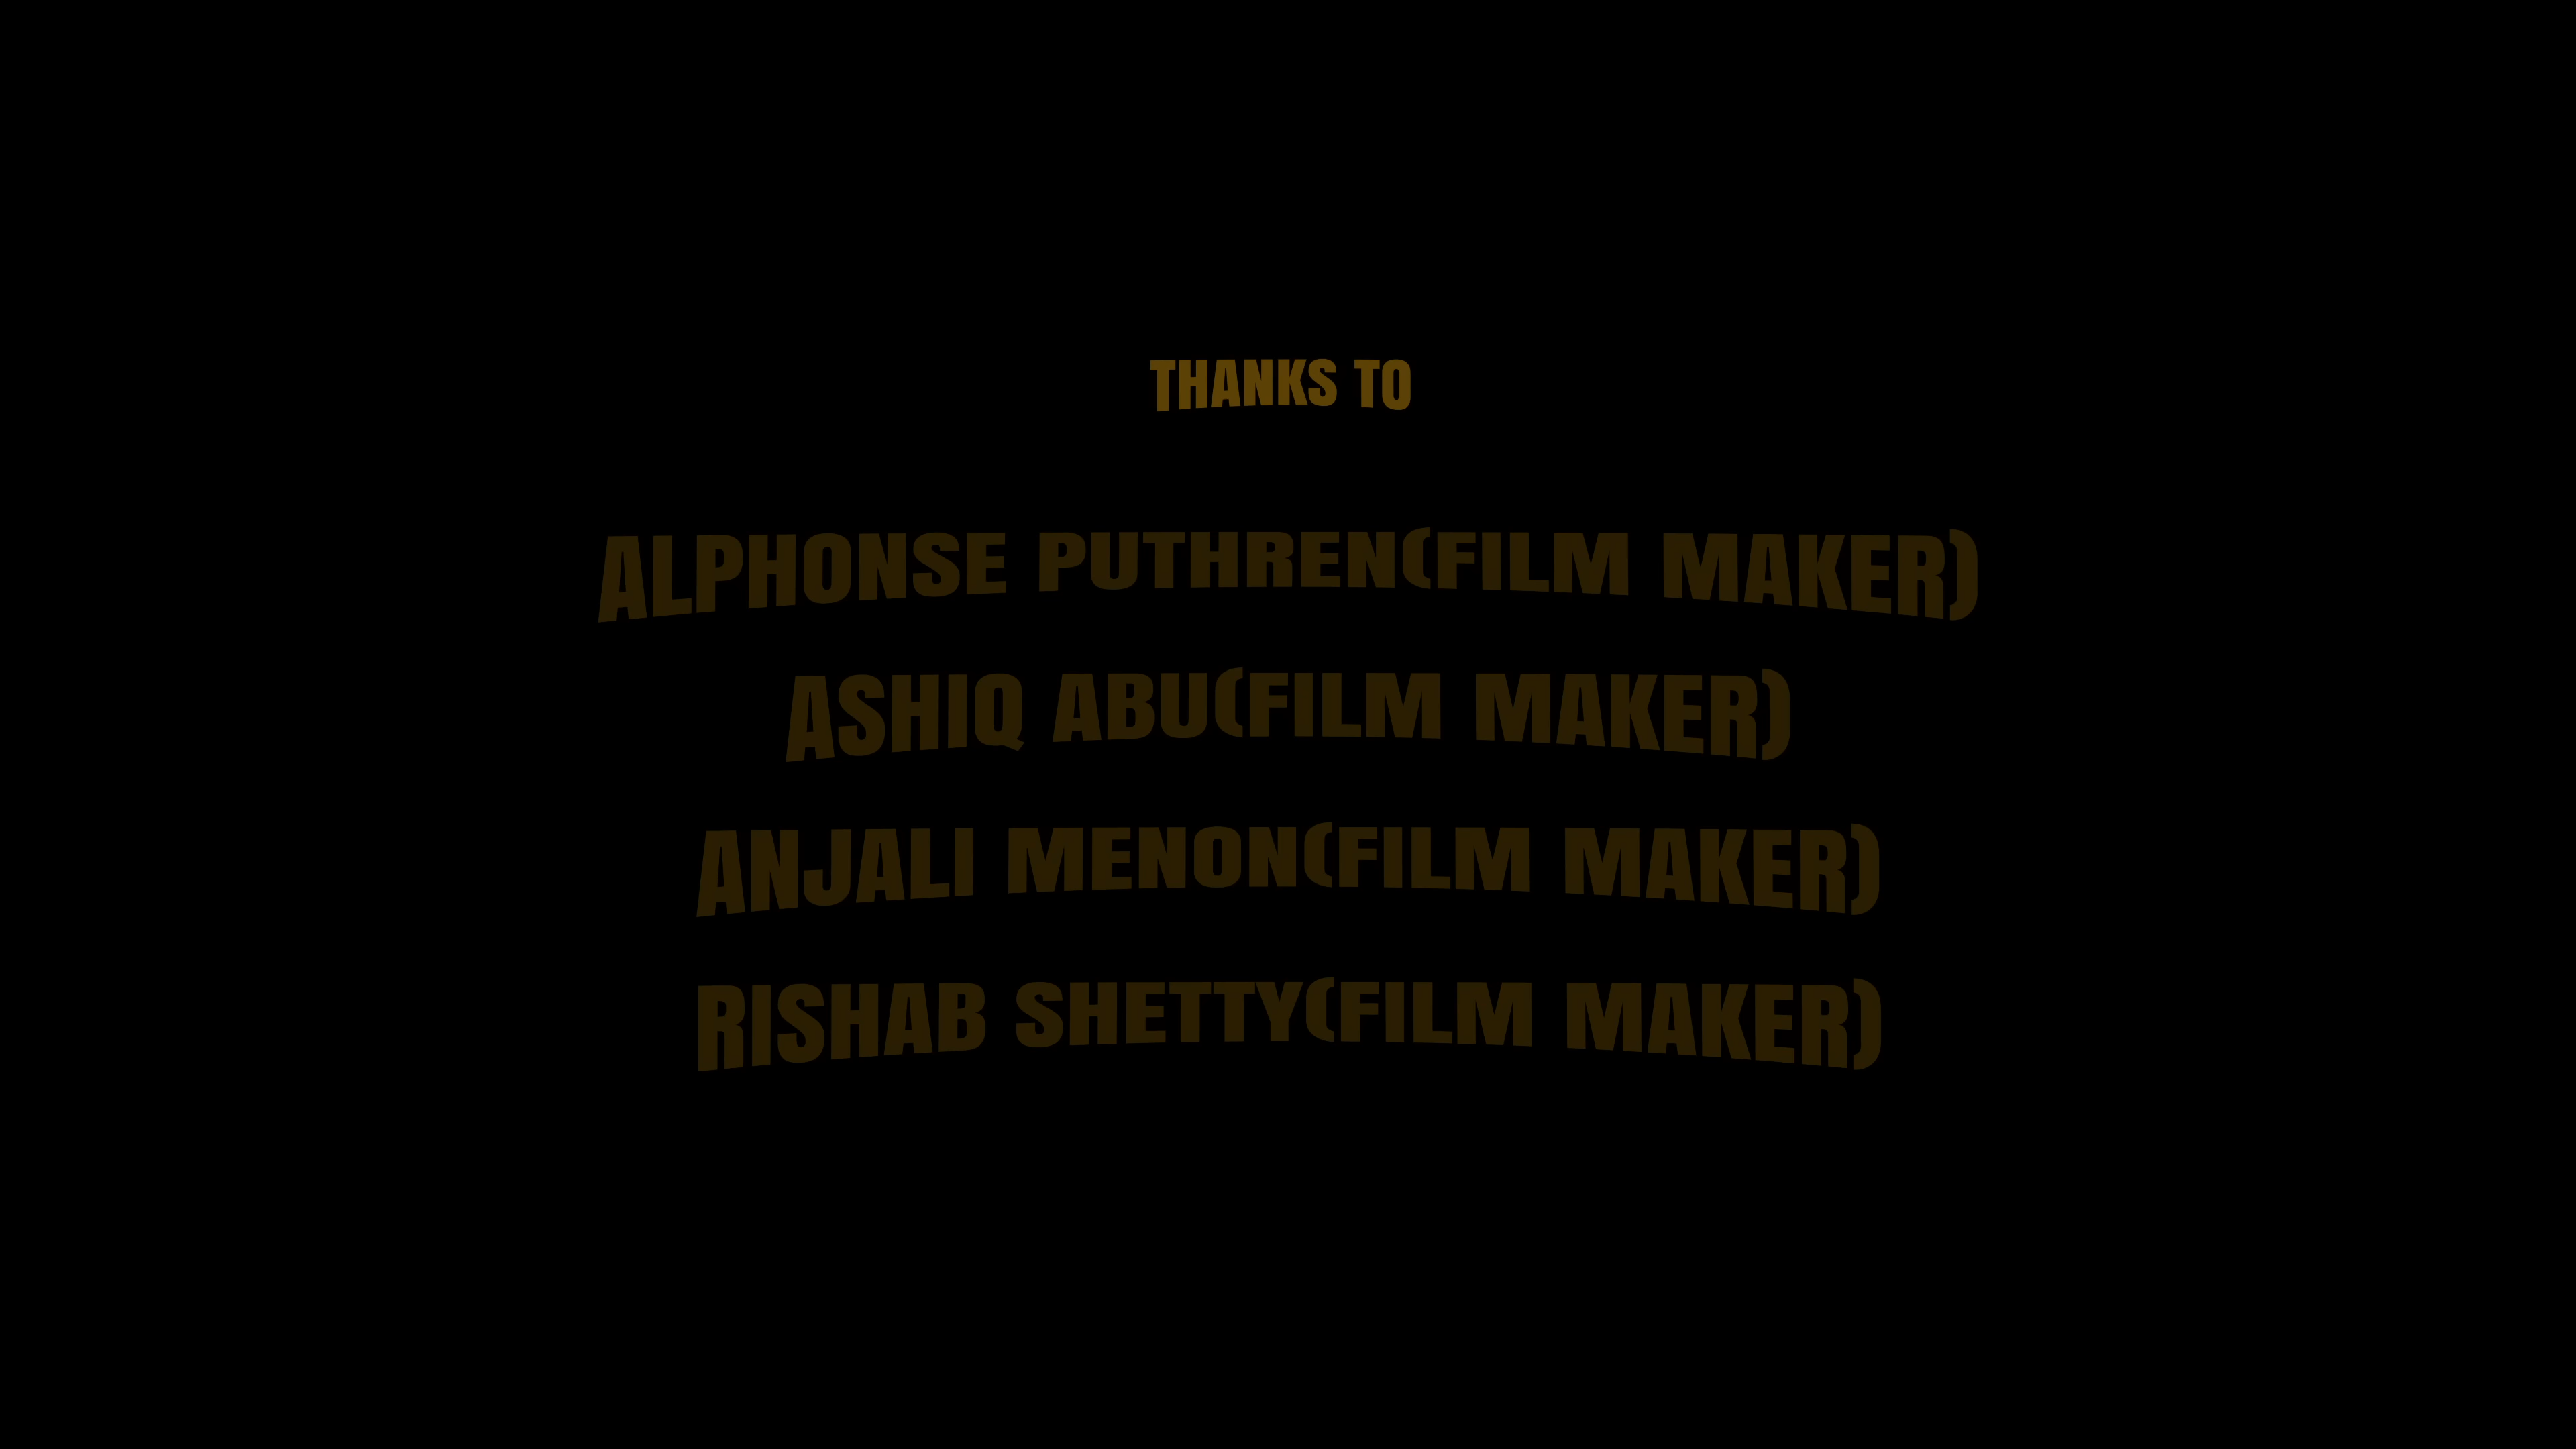 THANKS TO
ALPHONSE PUTHREN(FILM MAKER)
ASHIQ ABU(FILM MAKER)
ANJALI MENON(FILM MAKER)
RISHAB SHETTY(FILM MAKER)